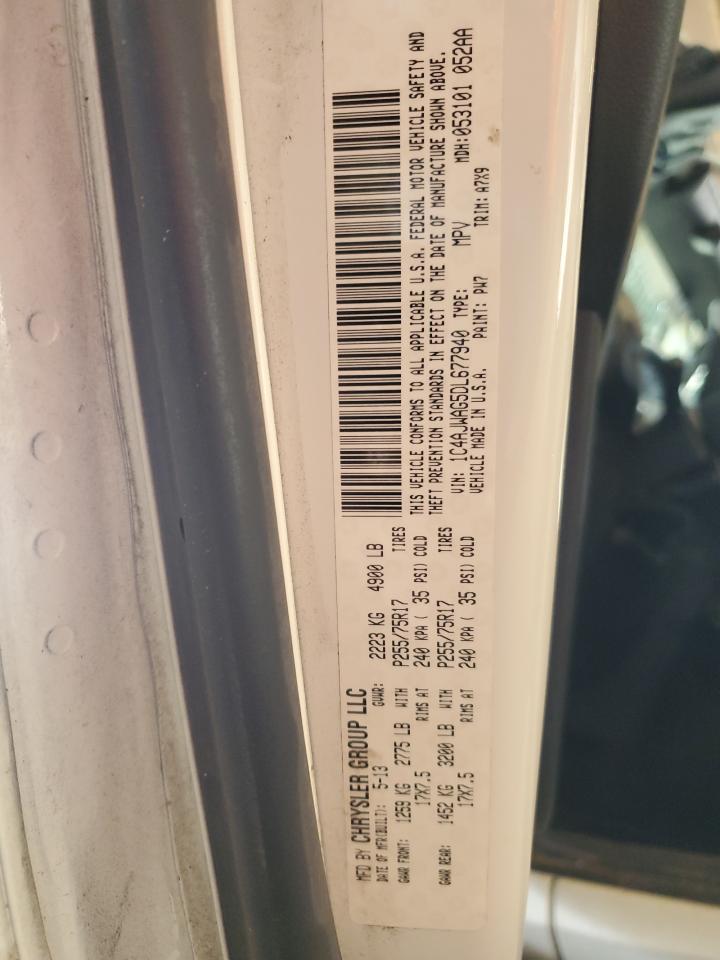 MFD BY CHRYSLER GROUP LLC
DATE OF MFR(BUILT): 5-13 GVWR: 2223 KG 4900 LB
GAWR FRONT: 1259 KG 2775 LB WITH P255/75R17 TIRES
17X7.5 RIMS AT 240 KPA ( 35 PSI) COLD
GAWR REAR: 1452 KG 3200 LB WITH P255/75R17 TIRES
17X7.5 RIMS AT 240 KPA ( 35 PSI) COLD
THIS VEHICLE CONFORMS TO ALL APPLICABLE U.S.A. FEDERAL MOTOR VEHICLE SAFETY AND
THEFT PREVENTION STANDARDS IN EFFECT ON THE DATE OF MANUFACTURE SHOWN ABOVE.
VIN: 1C4AJWAG5DL677940 TYPE: MPV MDH:053101 052AA
VEHICLE MADE IN U.S.A. PAINT: PW7 TRIM: A7X9